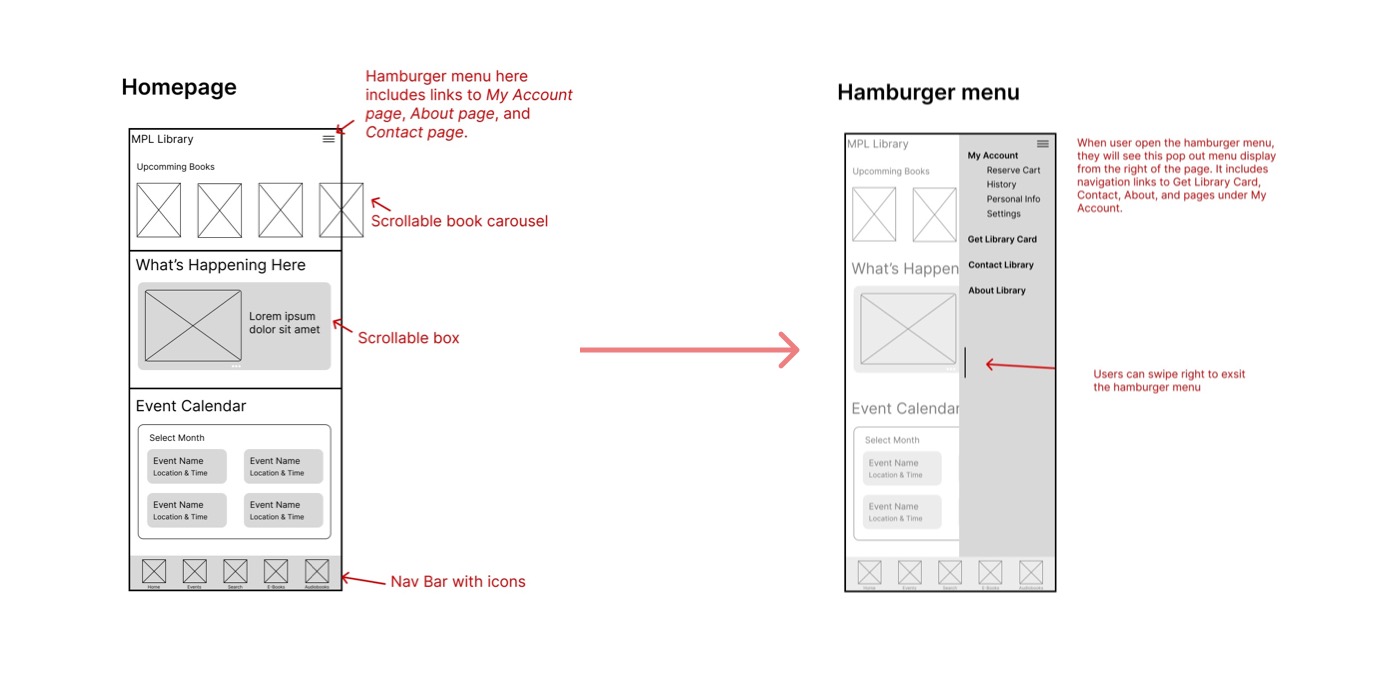 Homepage
Hamburger menu here
includes links to My Account
page, About page, and
Contact page.
MPL Library
Upcomming Books
Scrollable book carousel
What's Happening Here
Lorem ipsum
dolor sit amet
Scrollable box
Event Calendar
Select Month
Event Name
Location & Time
Event Name
Location & Time
Event Name
Location & Time
Event Name
Location & Time
Home
Events
Search
E-Books
Audiobooks
Nav Bar with icons
Hamburger menu
MPL Library
Upcomming Books
What's Happen
Event Calendar
Select Month
Event Name
Location & Time
Event Name
Location & Time
Home
Events
Search
E-Books
Audiobooks
My Account
Reserve Cart
History
Personal Info
Settings
Get Library Card
Contact Library
About Library
When user open the hamburger menu,
they will see this pop out menu display
from the right of the page. It includes
navigation links to Get Library Card,
Contact, About, and pages under My
Account.
Users can swipe right to exsit
the hamburger menu